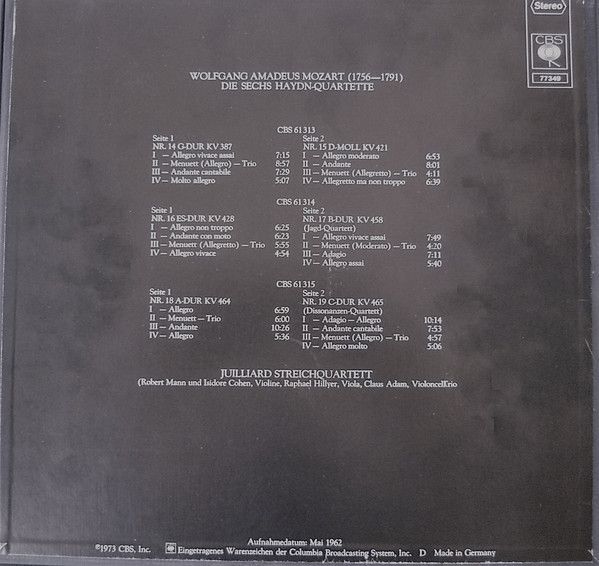 Stereo
CBS
77349
WOLFGANG AMADEUS MOZART (1756—1791)
DIE SECHS HAYDN-QUARTETTE
CBS 61 313
Seite 1
NR. 14 G-DUR KV 387
I — Allegro vivace assai 7:15
II — Menuett (Allegro) — Trio 8:57
III — Andante cantabile 7:29
IV — Molto allegro 5:07
Seite 2
NR. 15 D-MOLL KV 421
I — Allegro moderato 6:53
II — Andante 8:01
III — Menuett (Allegretto) — Trio 4:11
IV — Allegretto ma non troppo 6:39
CBS 61 314
Seite 1
NR. 16 ES-DUR KV 428
I — Allegro non troppo 6:25
II — Andante con moto 6:23
III — Menuett (Allegretto) — Trio 5:55
IV — Allegro vivace 4:54
Seite 2
NR. 17 B-DUR KV 458
(Jagd-Quartett)
I — Allegro vivace assai 7:49
II — Menuett (Moderato) — Trio 4:20
III — Adagio 7:11
IV — Allegro assai 5:40
CBS 61 315
Seite 1
NR. 18 A-DUR KV 464
I — Allegro 6:59
II — Menuett — Trio 6:00
III — Andante 10:26
IV — Allegro 5:36
Seite 2
NR. 19 C-DUR KV 465
(Dissonanzen-Quartett)
I — Adagio — Allegro 10:14
II — Andante cantabile 7:53
III — Menuett (Allegro) — Trio 4:57
IV — Allegro molto 5:06
JUILLIARD STREICHQUARTETT
(Robert Mann und Isidore Cohen, Violine, Raphael Hillyer, Viola, Claus Adam,
Aufnahmedatum: Mai 1962
℗1973 CBS, Inc. Eingetragenes Warenzeichen der Columbia Broadcasting System, Inc. D Made in Germany